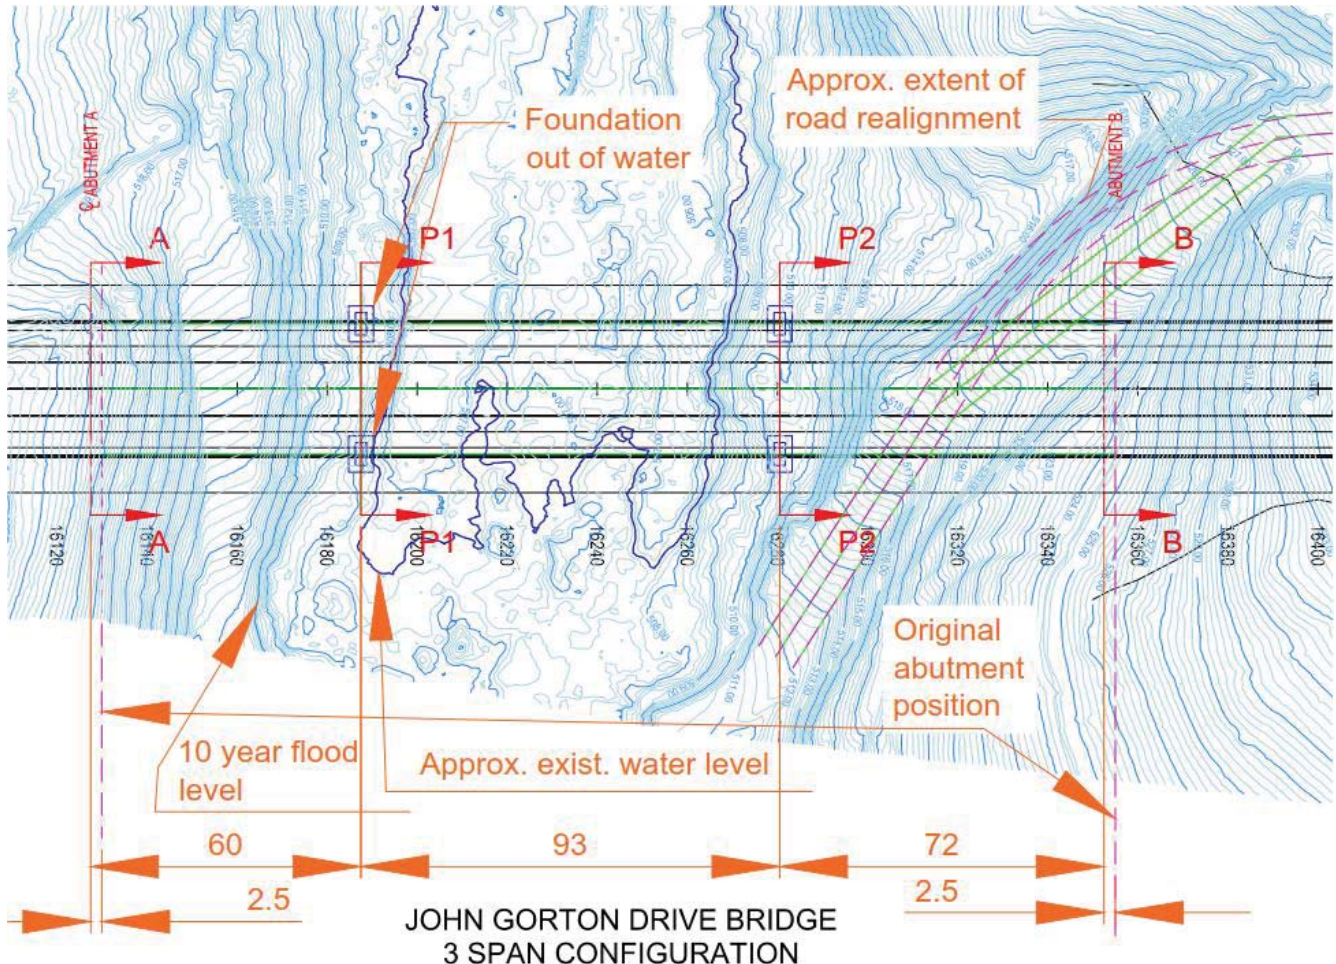 Approx. extent of
road realignment
Foundation
out of water
℄ ABUTMENT A
ABUTMENT B
A
P1
P2
B
A
P1
P2
B
16120
16140
16160
16180
16200
16220
16240
16260
16280
16300
16320
16340
16360
16380
16400
Original
abutment
position
10 year flood
level
Approx. exist. water level
60
93
72
2.5
2.5
JOHN GORTON DRIVE BRIDGE
3 SPAN CONFIGURATION